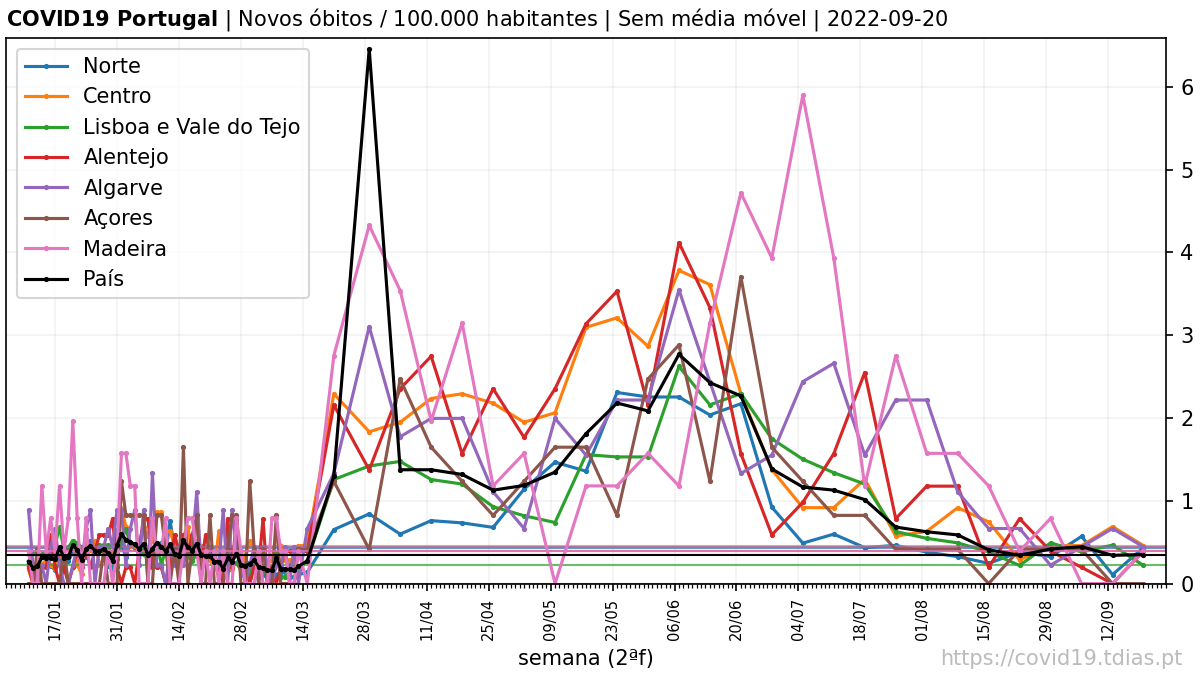 COVID19 Portugal | Novos óbitos / 100.000 habitantes | Sem média móvel | 2022-09-20
Norte
Centro
Lisboa e Vale do Tejo
Alentejo
Algarve
Açores
Madeira
País
6
5
4
3
2
1
0
17/01
31/01
14/02
28/02
14/03
28/03
11/04
25/04
09/05
23/05
06/06
20/06
04/07
18/07
01/08
15/08
29/08
12/09
semana (2ªf)
https://covid19.tdias.pt